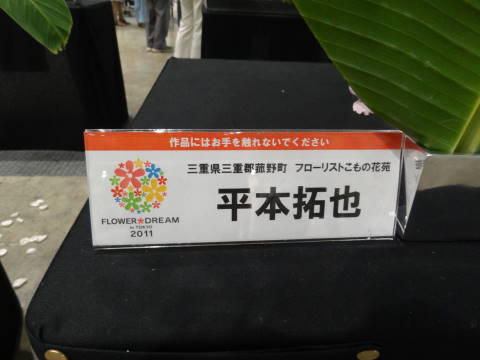 作品にはお手を触れないでください
三重県三重郡菰野町 フローリストこもの花苑
平本拓也
FLOWER DREAM
in TOKYO
2011